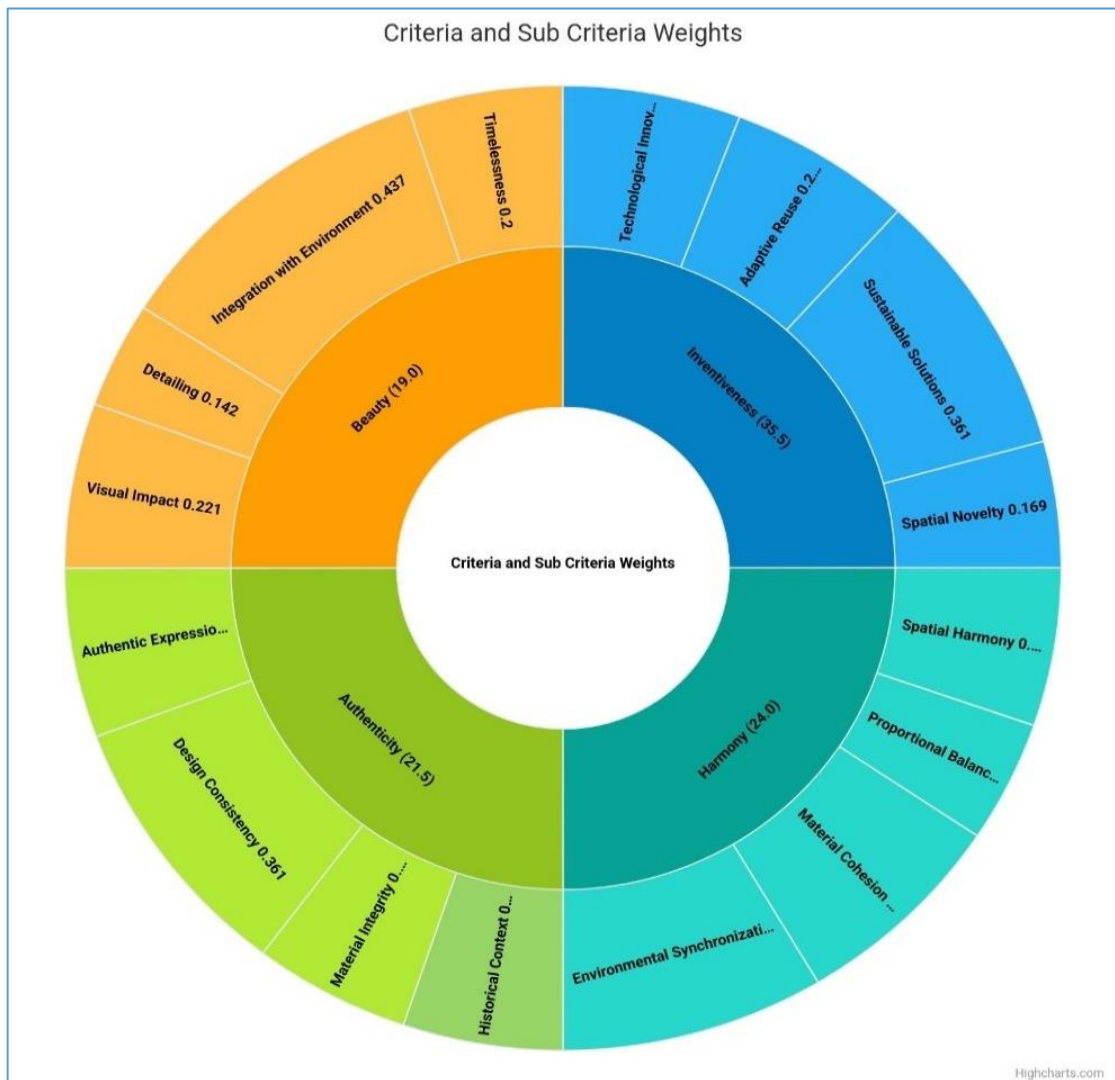 Criteria and Sub Criteria Weights
Timelessness 0.2
Technological Innov...
Integration with Environment 0.437
Adaptive Reuse 0.2...
Sustainable Solutions 0.361
Detailing 0.142
Beauty (19.0)
Inventiveness (35.5)
Visual Impact 0.221
Spatial Novelty 0.169
Criteria and Sub Criteria Weights
Authentic Expressio...
Spatial Harmony 0....
Authenticity (21.5)
Harmony (24.0)
Proportional Balanc...
Design Consistency 0.361
Material Cohesion ...
Material Integrity 0....
Historical Context 0...
Environmental Synchronizati...
Highcharts.com